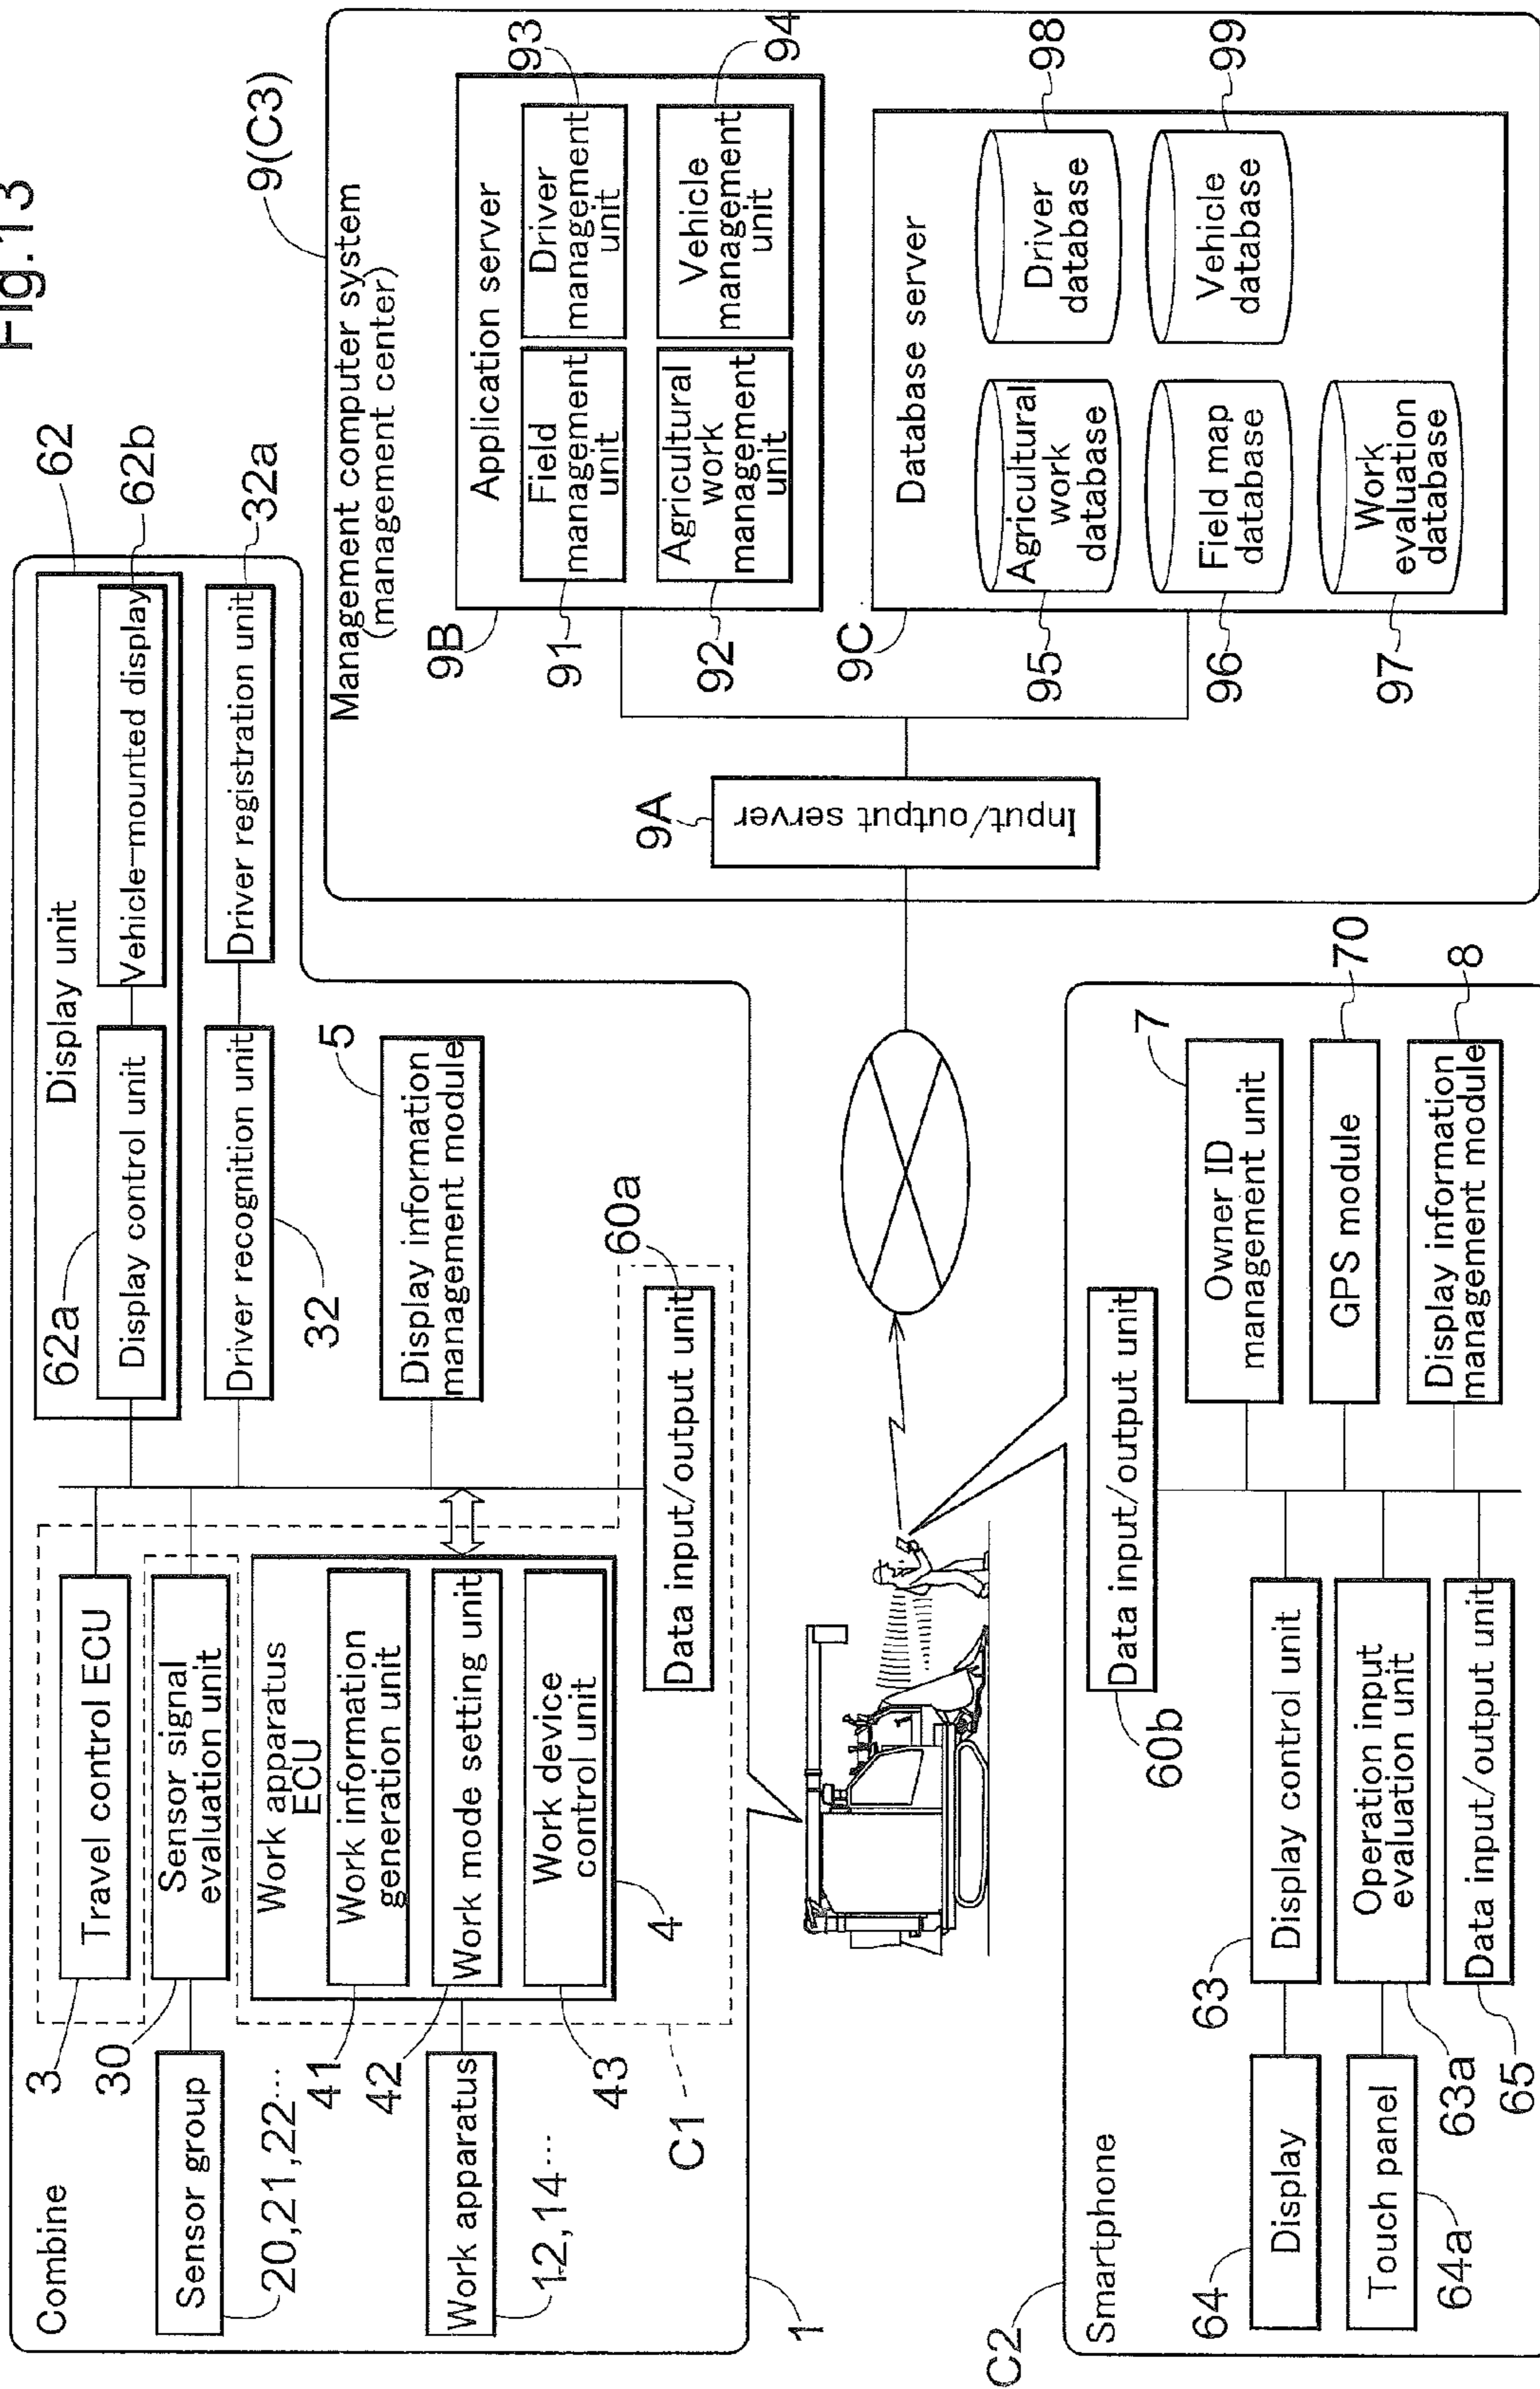 Fig.13
Combine
Display unit
62
62a
Display control unit
Vehicle-mounted display
62b
3
Travel control ECU
Driver recognition unit
32
Driver registration unit
32a
30
Sensor group
20,21,22…
Sensor signal
evaluation unit
5
Display information
management module
Work apparatus
ECU
41
Work information
generation unit
42
Work mode setting unit
43
Work device
control unit
4
Work apparatus
12,14…
Data input/output unit
60a
C1
1
9(C3)
Management computer system
(management center)
9A
Input/output server
9B
Application server
91
Field
management
unit
Driver
management
unit
93
92
Agricultural
work
management
unit
Vehicle
management
unit
94
9C
Database server
95
Agricultural
work
database
Driver
database
98
96
Field map
database
Vehicle
database
99
97
Work
evaluation
database
C2
Smartphone
60b
Data input/output unit
64
Display
63
Display control unit
7
Owner ID
management unit
Touch panel
64a
Operation input
evaluation unit
63a
GPS module
70
Data input/output unit
65
Display information
management module
8